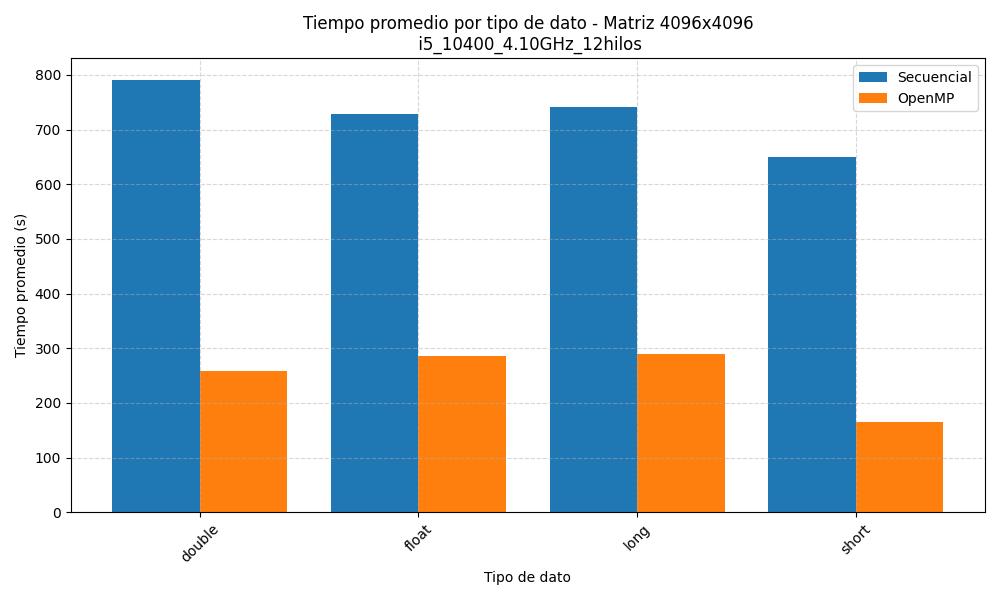 Tiempo promedio por tipo de dato - Matriz 4096x4096
i5_10400_4.10GHz_12hilos
Secuencial
OpenMP
Tiempo promedio (s)
800
700
600
500
400
300
200
100
0
double
float
long
short
Tipo de dato